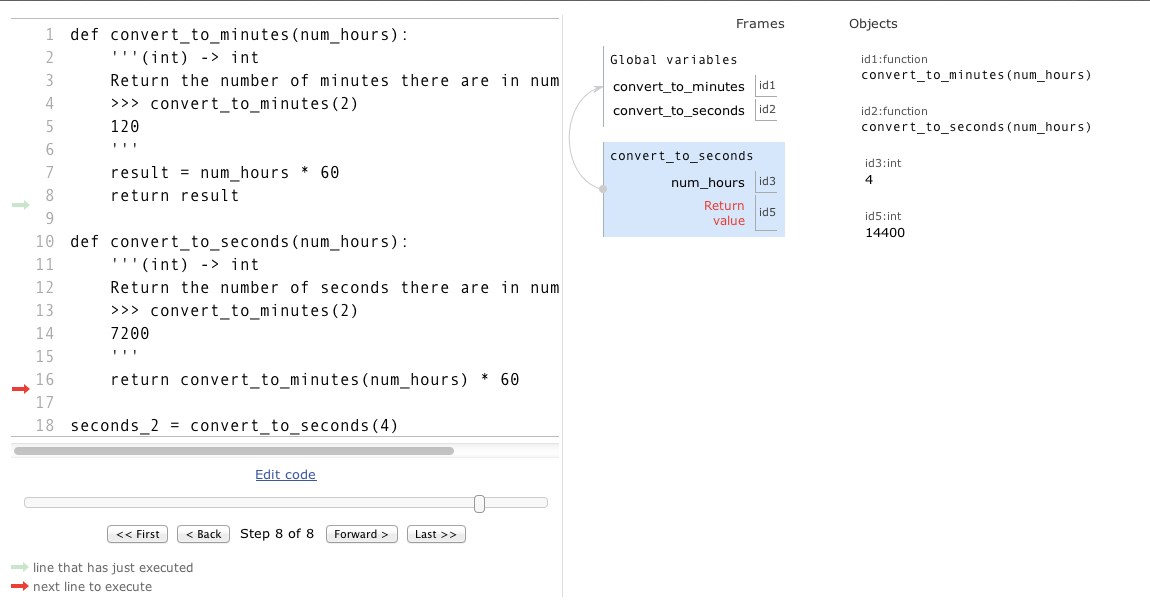 1 def convert_to_minutes(num_hours):
2     '''(int) -> int
3     Return the number of minutes there are in num
4     >>> convert_to_minutes(2)
5     120
6     '''
7     result = num_hours * 60
8     return result
9
10 def convert_to_seconds(num_hours):
11     '''(int) -> int
12     Return the number of seconds there are in num
13     >>> convert_to_minutes(2)
14     7200
15     '''
16     return convert_to_minutes(num_hours) * 60
17
18 seconds_2 = convert_to_seconds(4)
Edit code
<< First < Back Step 8 of 8 Forward > Last >>
line that has just executed
next line to execute
Frames Objects
Global variables
convert_to_minutes id1
convert_to_seconds id2
convert_to_seconds
num_hours id3
Return
value id5
id1:function
convert_to_minutes(num_hours)
id2:function
convert_to_seconds(num_hours)
id3:int
4
id5:int
14400